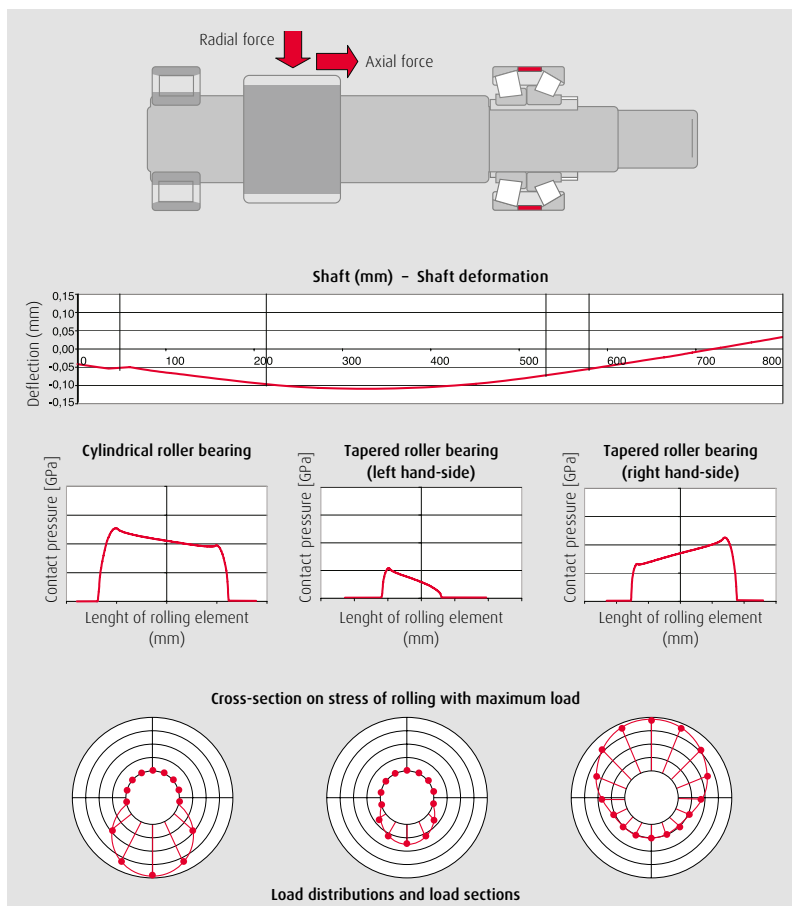 Radial force
Axial force
Shaft (mm) – Shaft deformation
Deflection (mm)
0,15
0,10
0,05
0,00
-0,05
-0,10
-0,15
0 100 200 300 400 500 600 700 800
Cylindrical roller bearing
Contact pressure [GPa]
Lenght of rolling element
(mm)
Tapered roller bearing
(left hand-side)
Contact pressure [GPa]
Lenght of rolling element
(mm)
Tapered roller bearing
(right hand-side)
Contact pressure [GPa]
Lenght of rolling element
(mm)
Cross-section on stress of rolling with maximum load
Load distributions and load sections